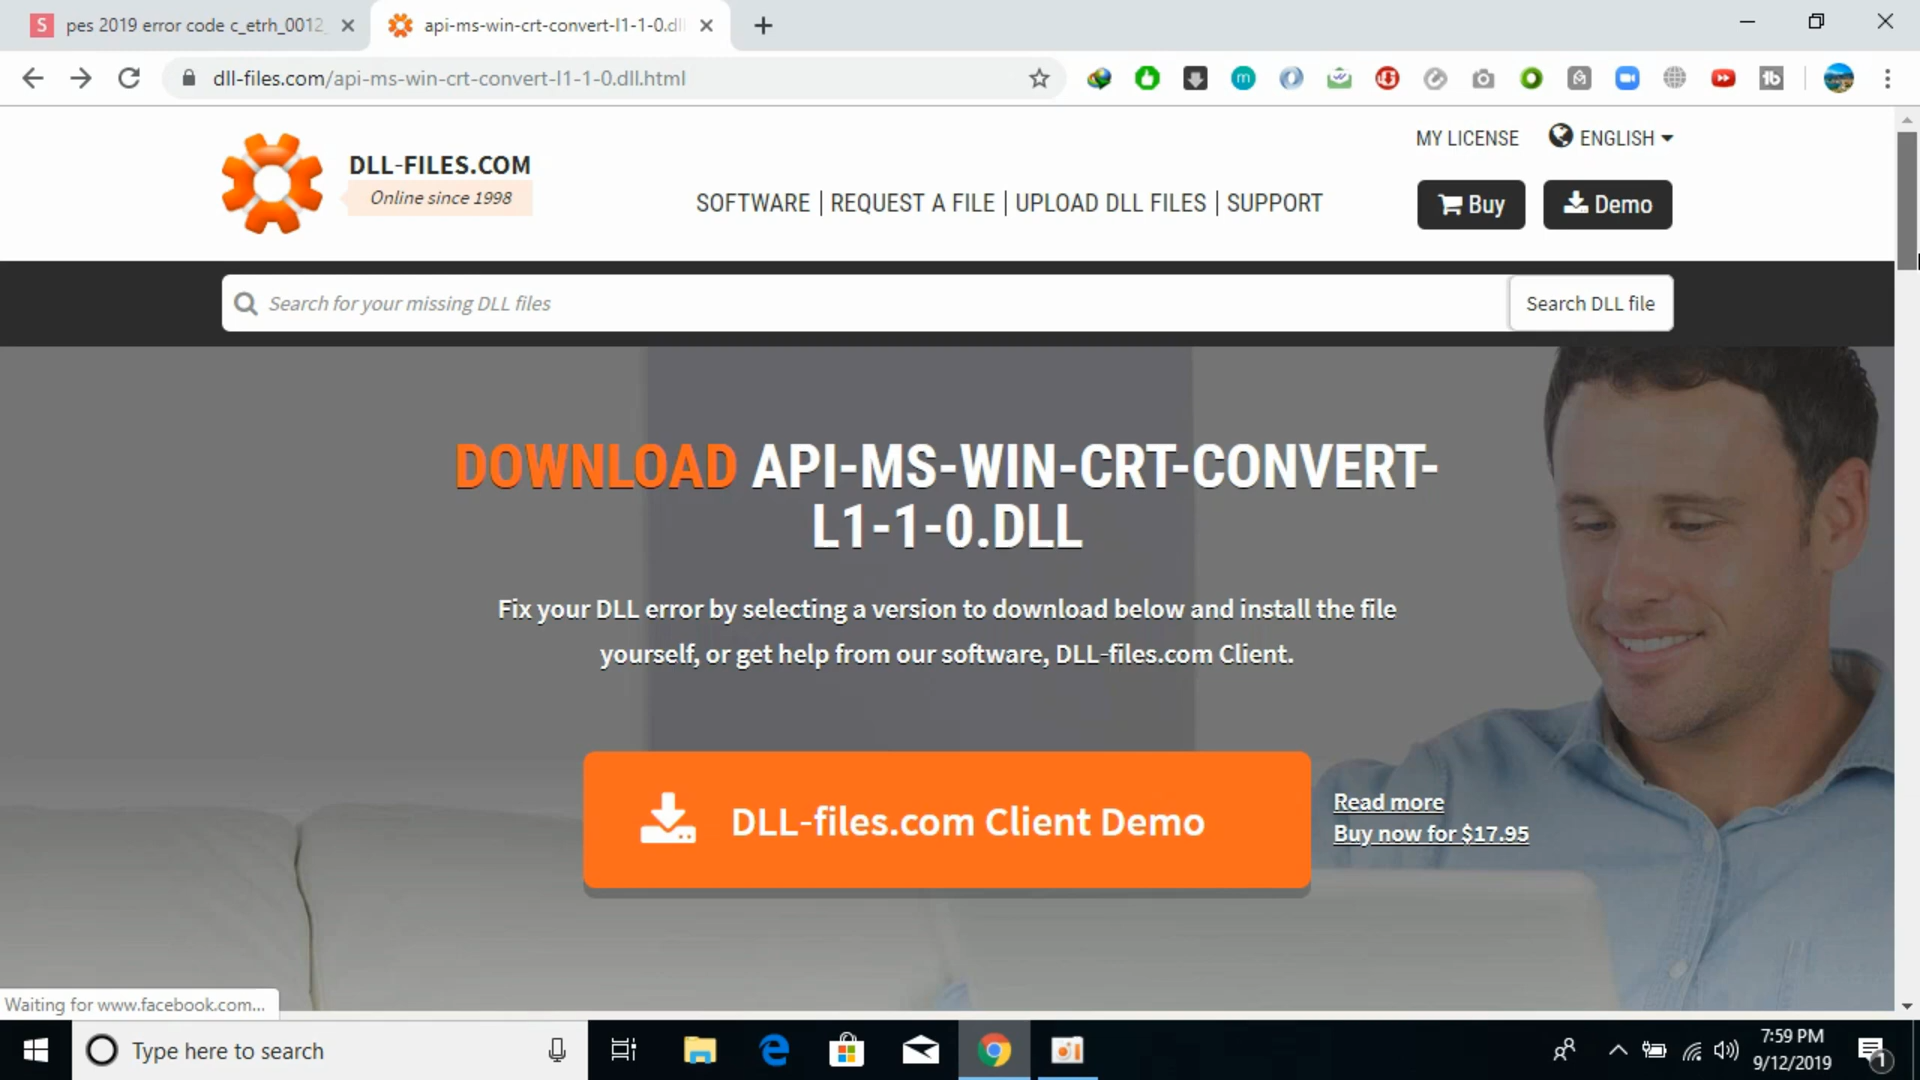 pes 2019 error code c_etrh_0012_
api-ms-win-crt-convert-l1-1-0.dll
dll-files.com/api-ms-win-crt-convert-l1-1-0.dll.html
MY LICENSE
ENGLISH
DLL-FILES.COM
Online since 1998
SOFTWARE | REQUEST A FILE | UPLOAD DLL FILES | SUPPORT
Buy
Demo
Search for your missing DLL files
Search DLL file
DOWNLOAD API-MS-WIN-CRT-CONVERT-
L1-1-0.DLL
Fix your DLL error by selecting a version to download below and install the file
yourself, or get help from our software, DLL-files.com Client.
DLL-files.com Client Demo
Read more
Buy now for $17.95
Waiting for www.facebook.com...
Type here to search
7:59 PM
9/12/2019
1